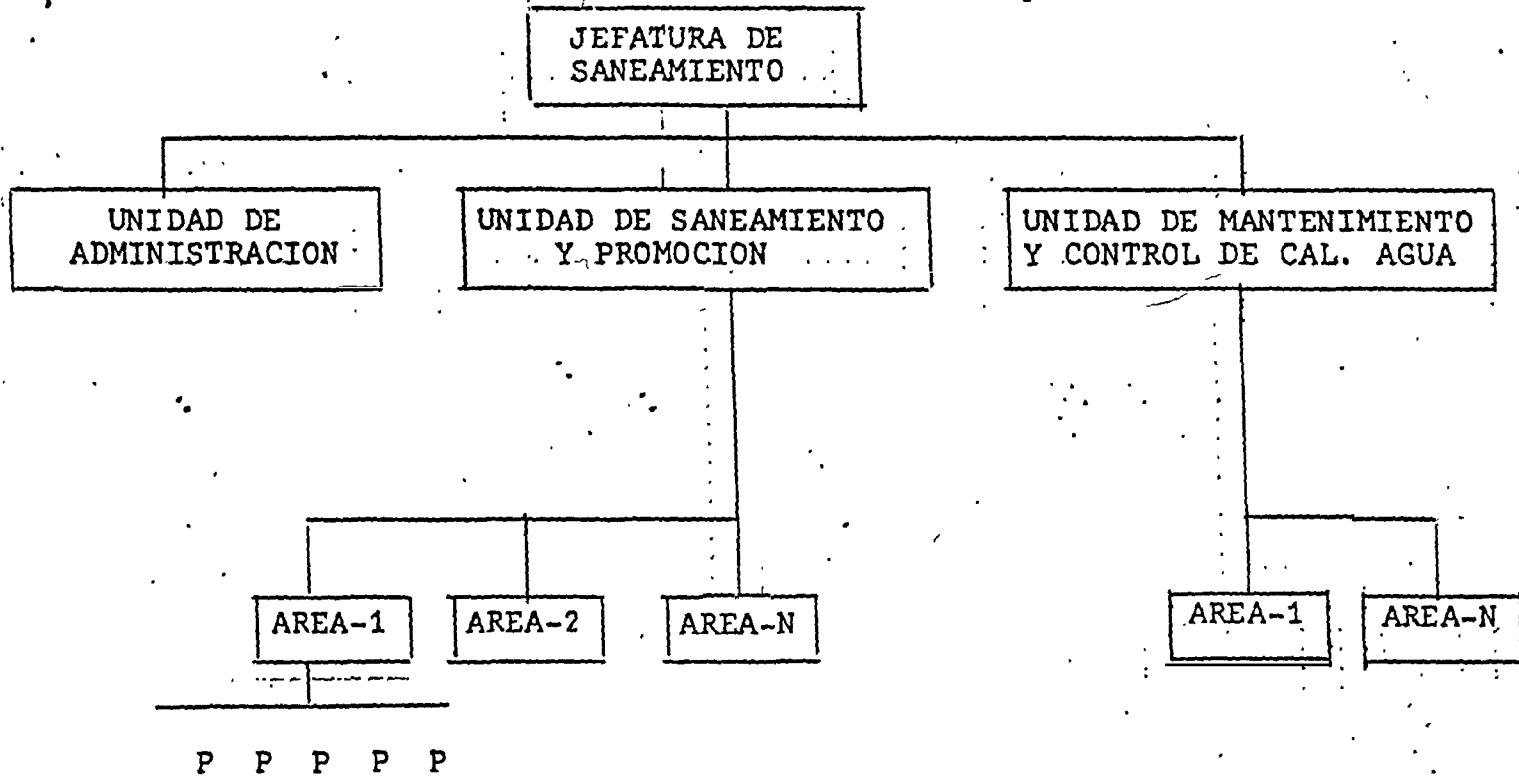 JEFATURA DE
SANEAMIENTO
UNIDAD DE
ADMINISTRACION
UNIDAD DE SANEAMIENTO
Y PROMOCION
UNIDAD DE MANTENIMIENTO
Y CONTROL DE CAL. AGUA
AREA-1
AREA-2
AREA-N
AREA-1
AREA-N
P P P P P